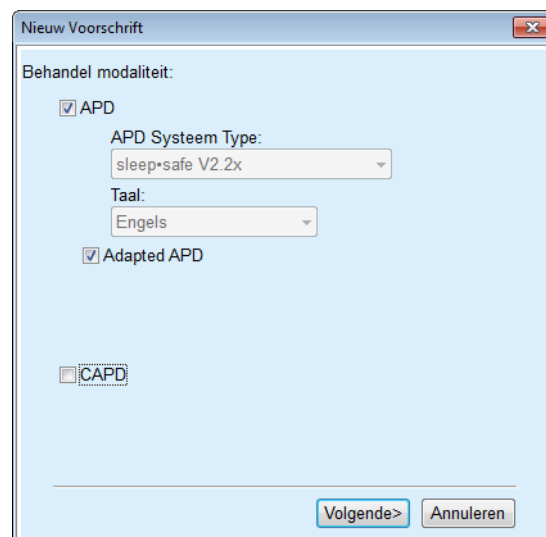 Nieuw Voorschrift
Behandel modaliteit:
APD
APD Systeem Type:
sleep•safe V2.2x
Taal:
Engels
Adapted APD
CAPD
Volgende> Annuleren